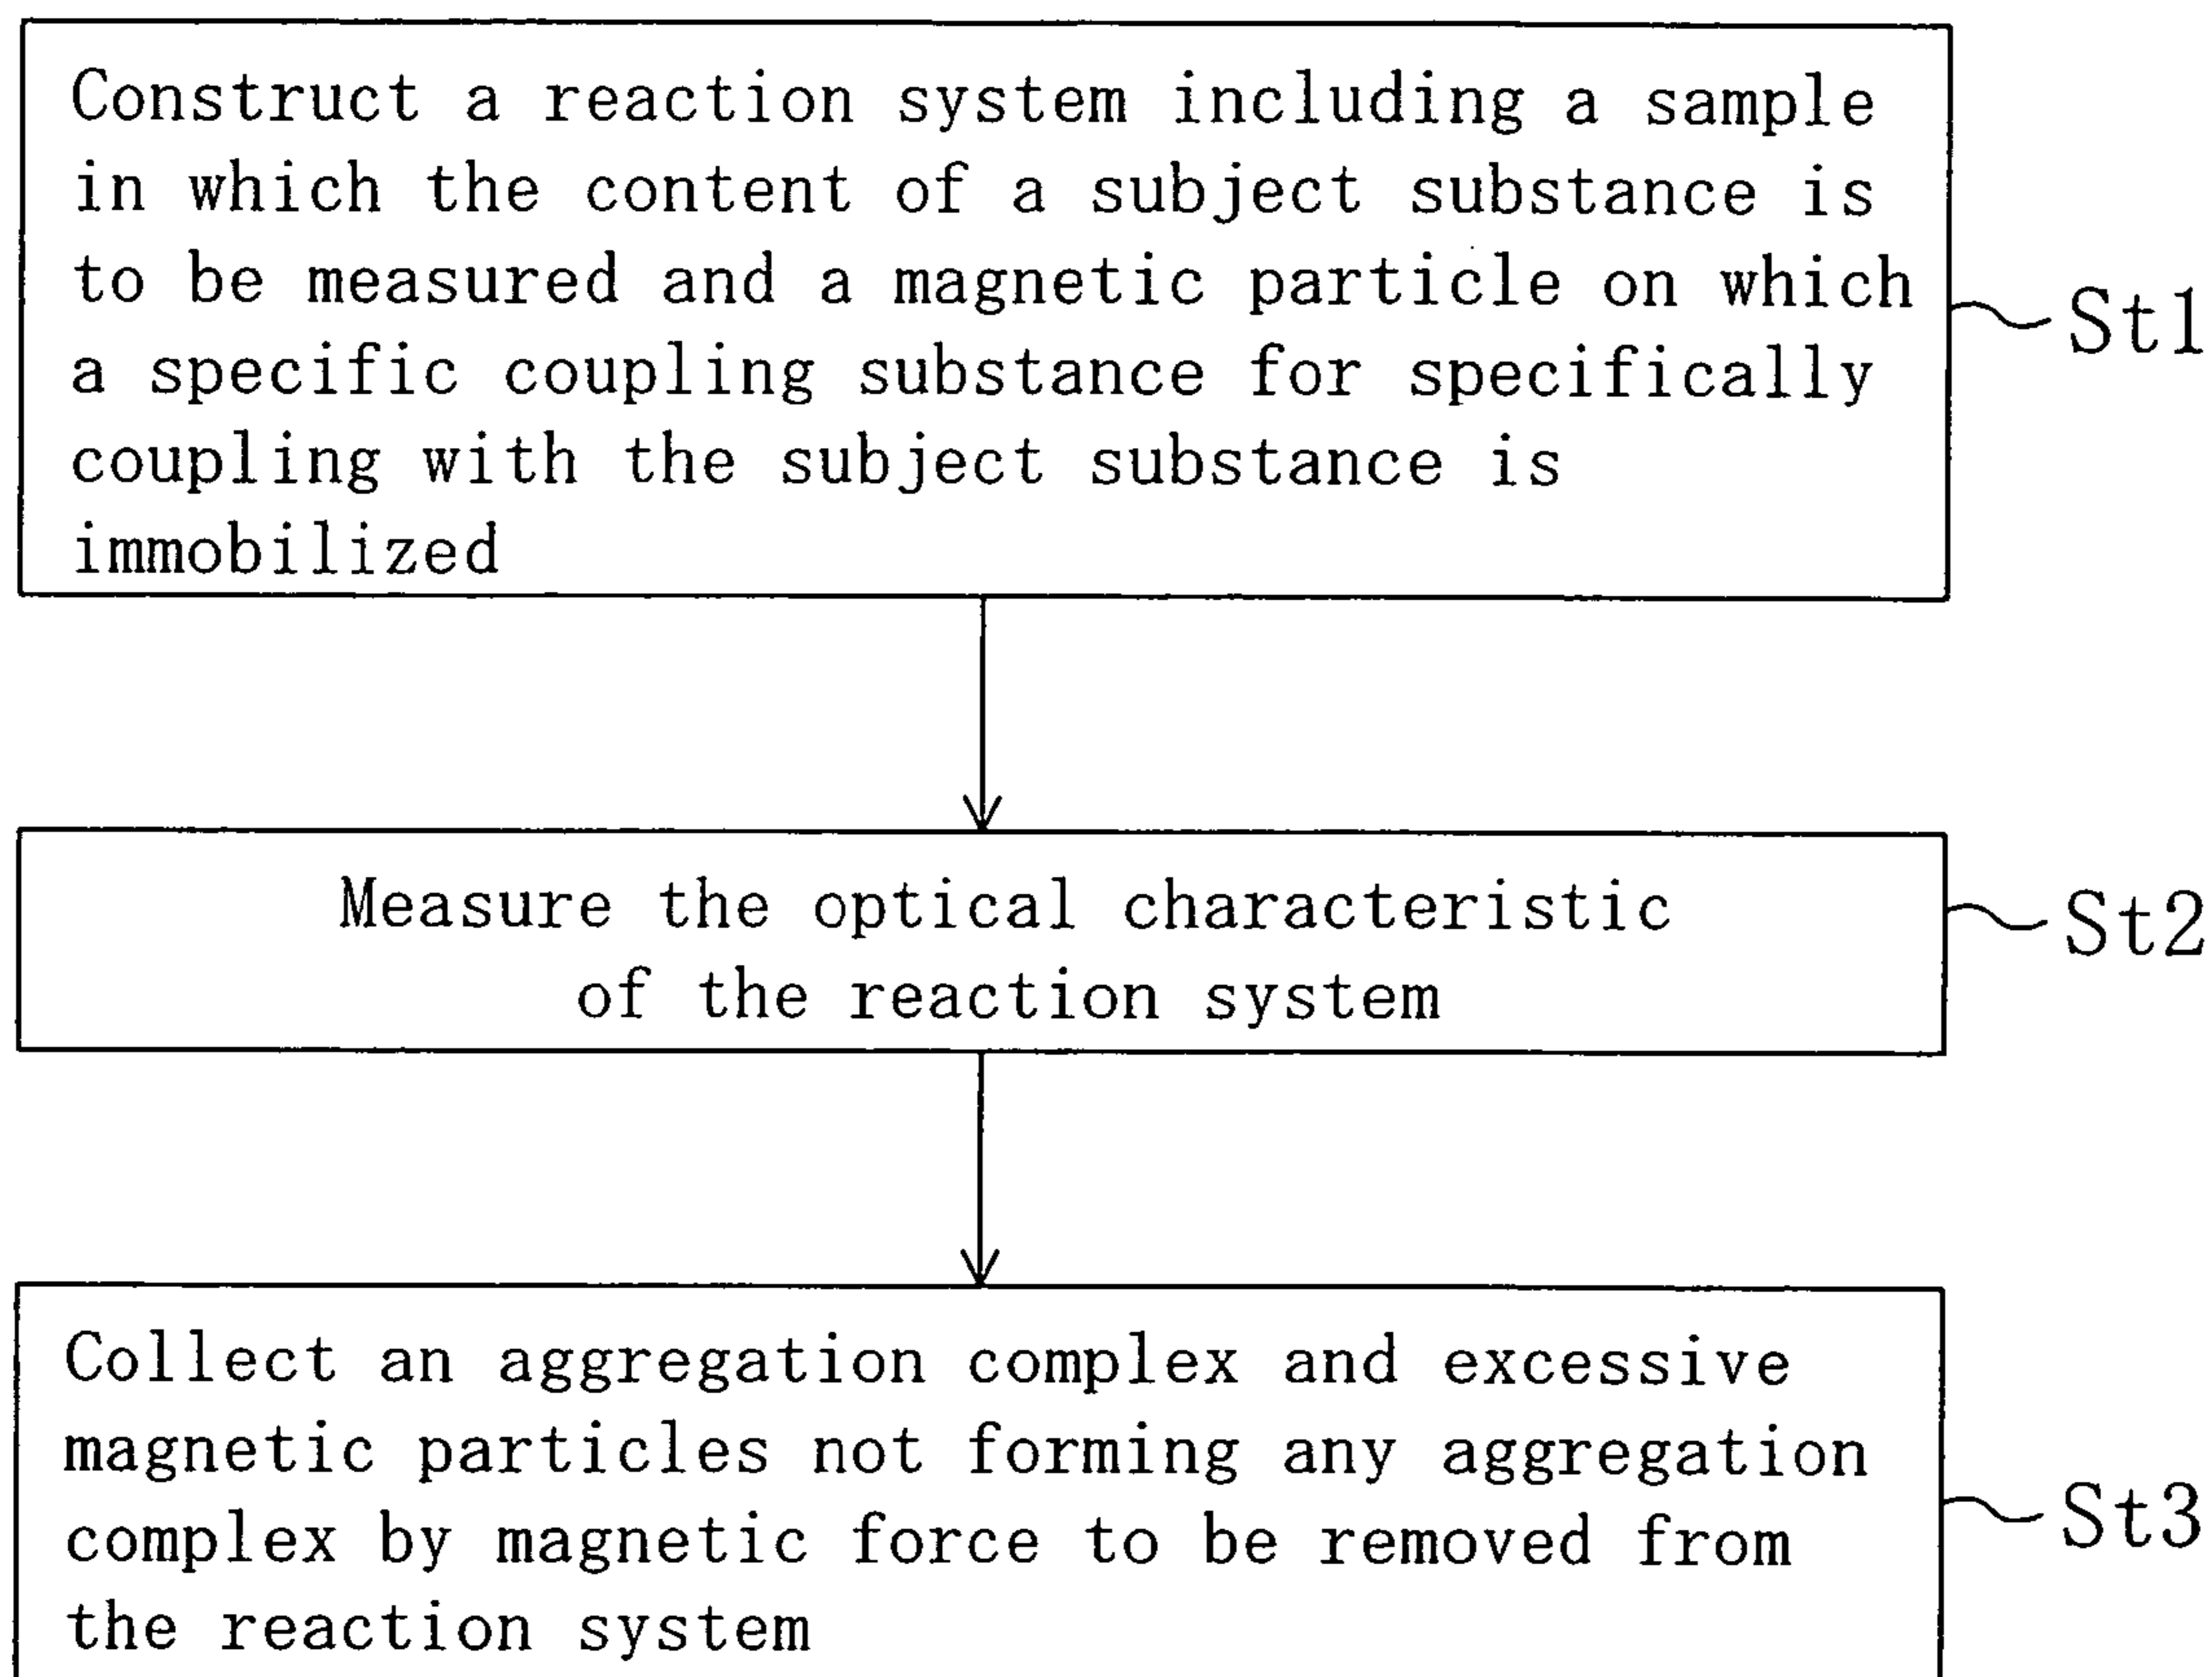 Construct a reaction system including a sample
in which the content of a subject substance is
to be measured and a magnetic particle on which
a specific coupling substance for specifically
coupling with the subject substance is
immobilized
St1
Measure the optical characteristic
of the reaction system
St2
Collect an aggregation complex and excessive
magnetic particles not forming any aggregation
complex by magnetic force to be removed from
the reaction system
St3